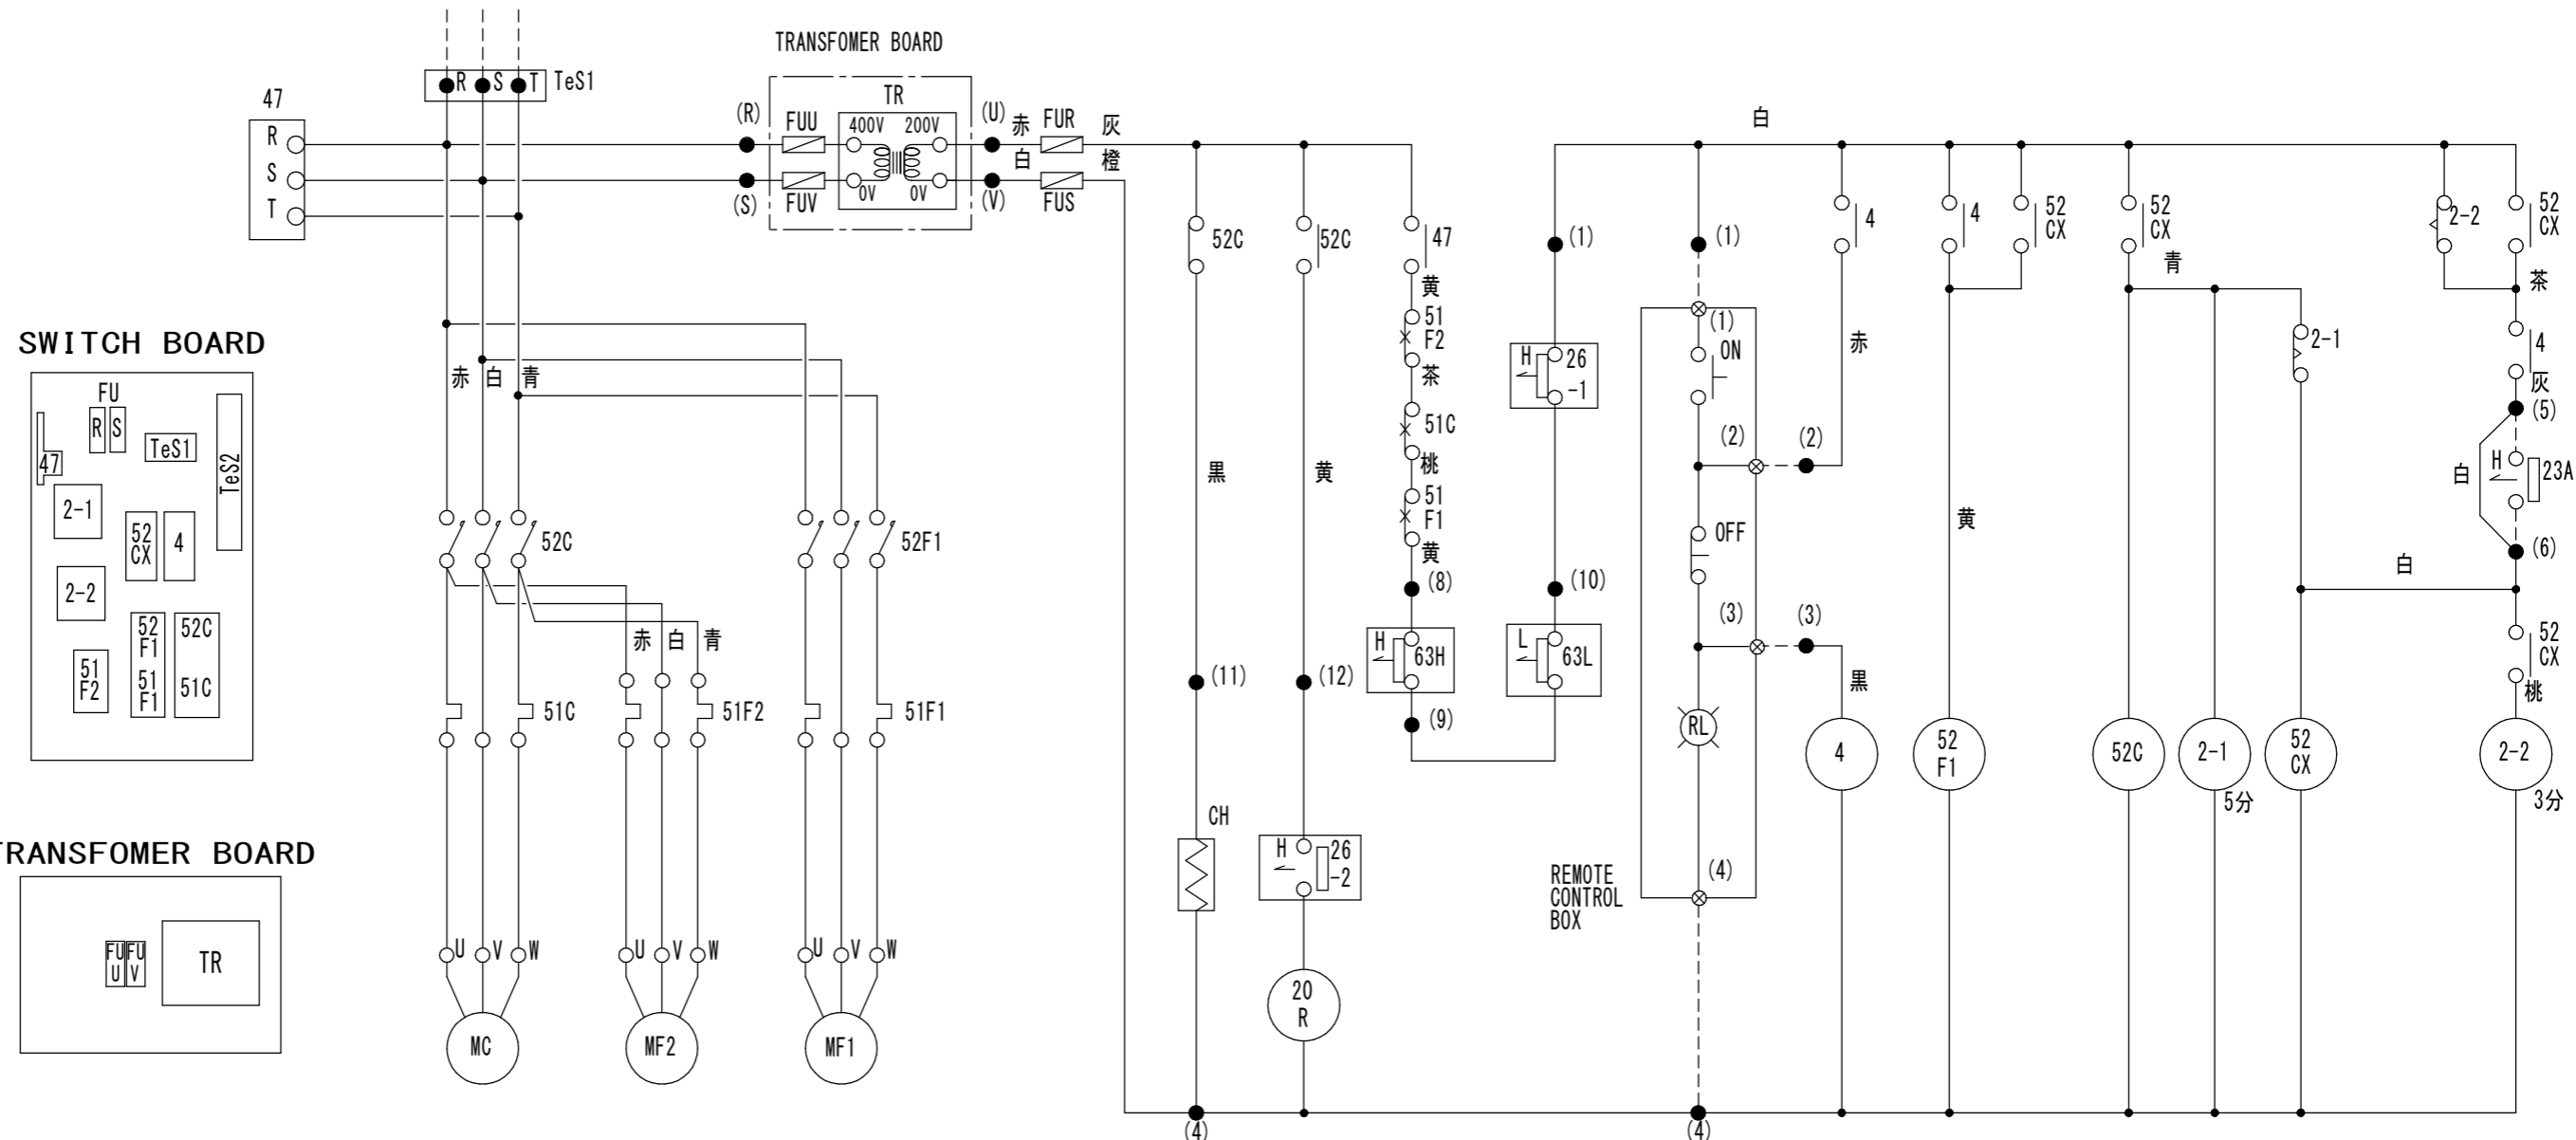 TRANSFOMER BOARD
47
R
S
T
R
S
T
TeS1
(R)
(S)
FUU
FUV
TR
400V
200V
0V
0V
(U)
(V)
赤
白
FUR
FUS
灰
橙
白
SWITCH BOARD
FU
R
S
TeS1
TeS2
47
2-1
52
CX
4
2-2
52
F1
51
F1
52C
51C
51
F2
TRANSFOMER BOARD
FU
U
FU
V
TR
赤
白
青
52C
52F1
赤
白
青
51C
51F2
51F1
U
V
W
U
V
W
U
V
W
MC
MF2
MF1
52C
黒
(11)
CH
(4)
52C
黄
(12)
H
26
-2
20
R
47
黄
51
F2
茶
51C
桃
51
F1
黄
(8)
H
63H
(9)
(1)
H
26
-1
(10)
L
63L
(1)
(1)
ON
(2)
(2)
OFF
(3)
(3)
RL
(4)
REMOTE
CONTROL
BOX
(4)
4
赤
黒
4
4
52
CX
黄
52
F1
52
CX
青
2-1
52C
2-1
5分
52
CX
2-2
52
CX
茶
4
灰
(5)
白
H
23A
(6)
白
52
CX
桃
2-2
3分